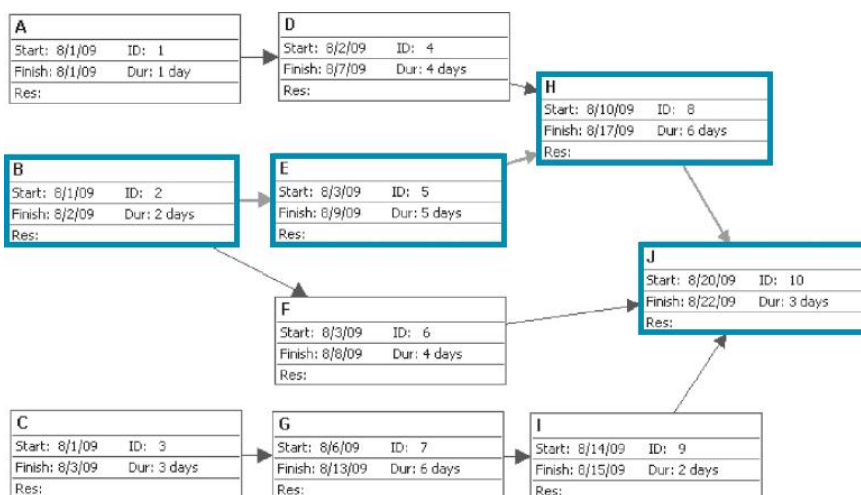 A
Start: 8/1/09 ID: 1
Finish: 8/1/09 Dur: 1 day
Res:
D
Start: 8/2/09 ID: 4
Finish: 8/7/09 Dur: 4 days
Res:
H
Start: 8/10/09 ID: 8
Finish: 8/17/09 Dur: 6 days
Res:
B
Start: 8/1/09 ID: 2
Finish: 8/2/09 Dur: 2 days
Res:
E
Start: 8/3/09 ID: 5
Finish: 8/9/09 Dur: 5 days
Res:
J
Start: 8/20/09 ID: 10
Finish: 8/22/09 Dur: 3 days
Res:
F
Start: 8/3/09 ID: 6
Finish: 8/8/09 Dur: 4 days
Res:
C
Start: 8/1/09 ID: 3
Finish: 8/3/09 Dur: 3 days
Res:
G
Start: 8/6/09 ID: 7
Finish: 8/13/09 Dur: 6 days
Res:
I
Start: 8/14/09 ID: 9
Finish: 8/15/09 Dur: 2 days
Res: